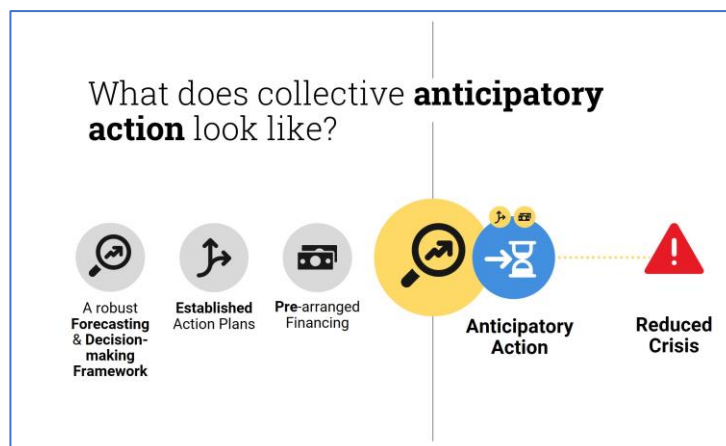 What does collective anticipatory
action look like?
A robust
Forecasting
& Decision-
making
Framework
Established
Action Plans
Pre-arranged
Financing
Anticipatory
Action
Reduced
Crisis